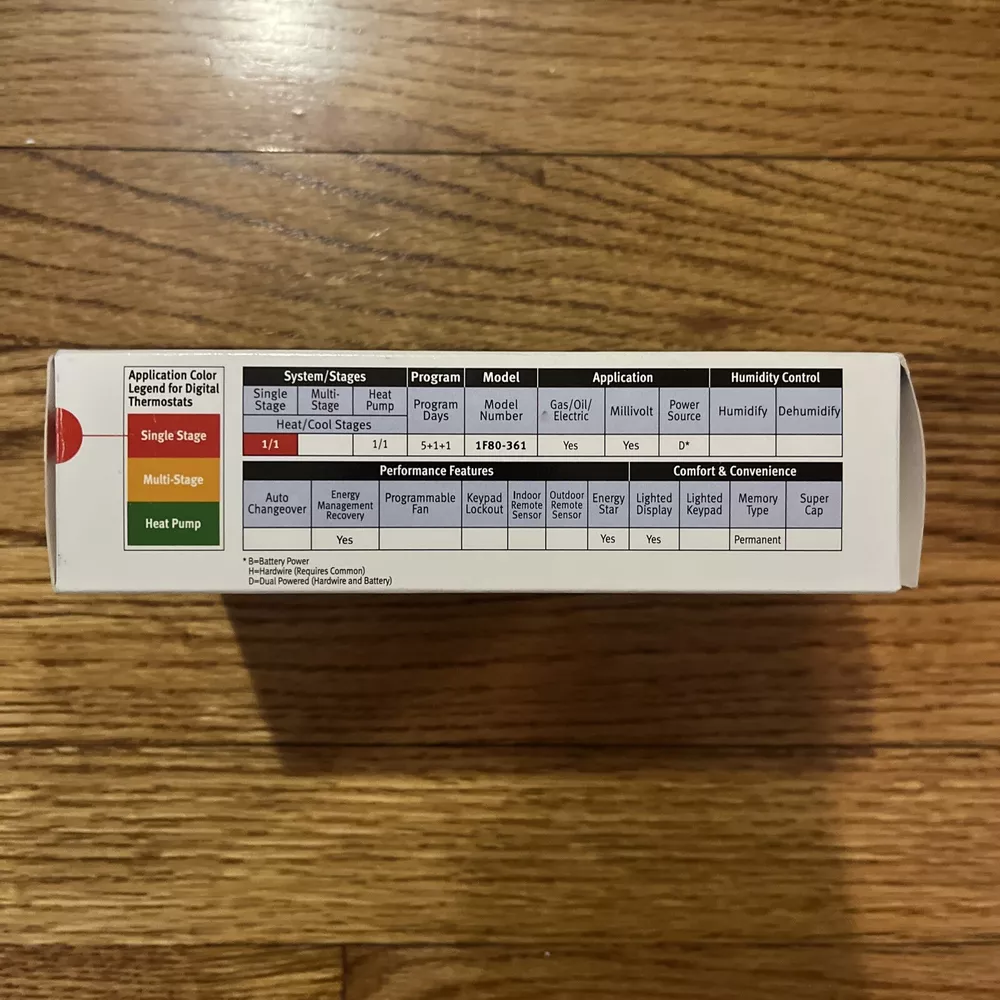 Application Color
Legend for Digital
Thermostats
Single Stage
Multi-Stage
Heat Pump
System/Stages Program Model Application Humidity Control
Single Stage Multi-Stage Heat Pump Program Days Model Number Gas/Oil/Electric Millivolt Power Source Humidify Dehumidify
Heat/Cool Stages
1/1 1/1 5+1+1 1F80-361 Yes Yes D*
Performance Features Comfort & Convenience
Auto Changeover Energy Management Recovery Programmable Fan Keypad Lockout Indoor Remote Sensor Outdoor Remote Sensor Energy Star Lighted Display Lighted Keypad Memory Type Super Cap
Yes Yes Yes Permanent
* B=Battery Power
H=Hardwire (Requires Common)
D=Dual Powered (Hardwire and Battery)